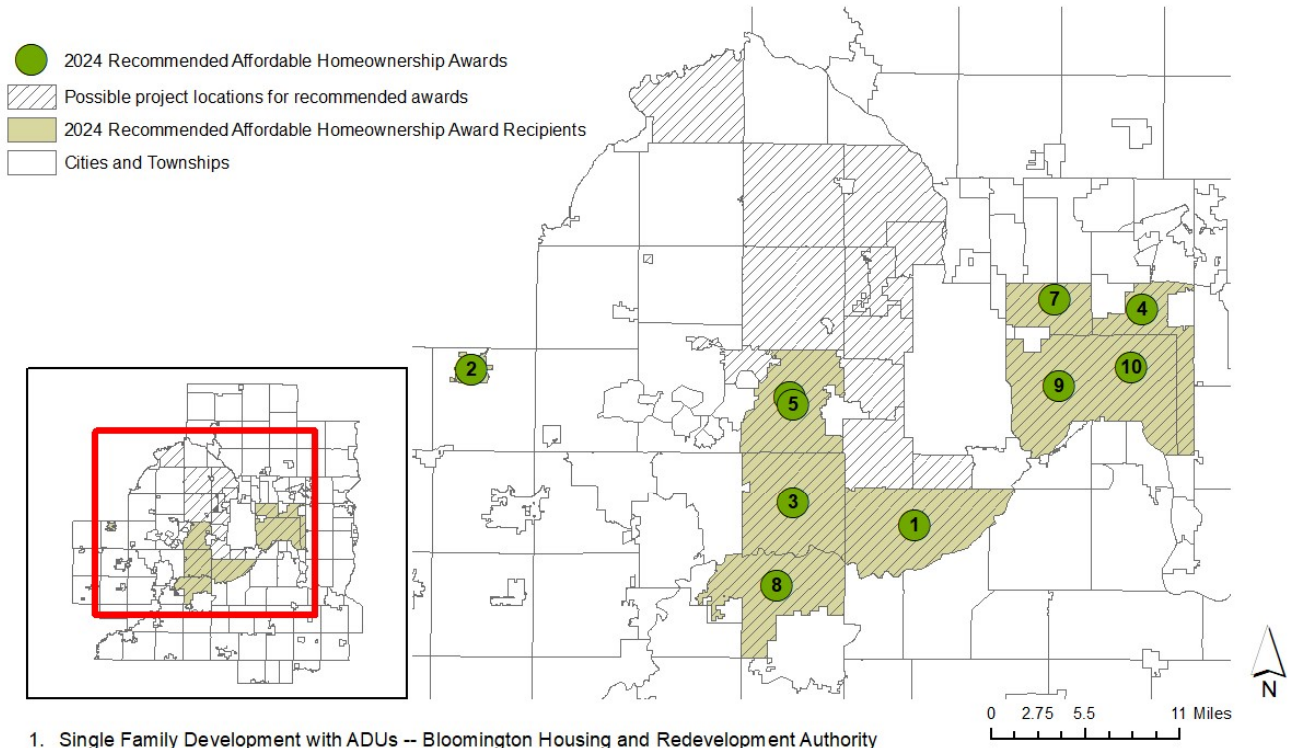 2024 Recommended Affordable Homeownership Awards
Possible project locations for recommended awards
2024 Recommended Affordable Homeownership Award Recipients
Cities and Townships
7
4
2
10
9
5
3
1
8
N
0 2.75 5.5 11 Miles
1. Single Family Development with ADUs -- Bloomington Housing and Redevelopment Authority